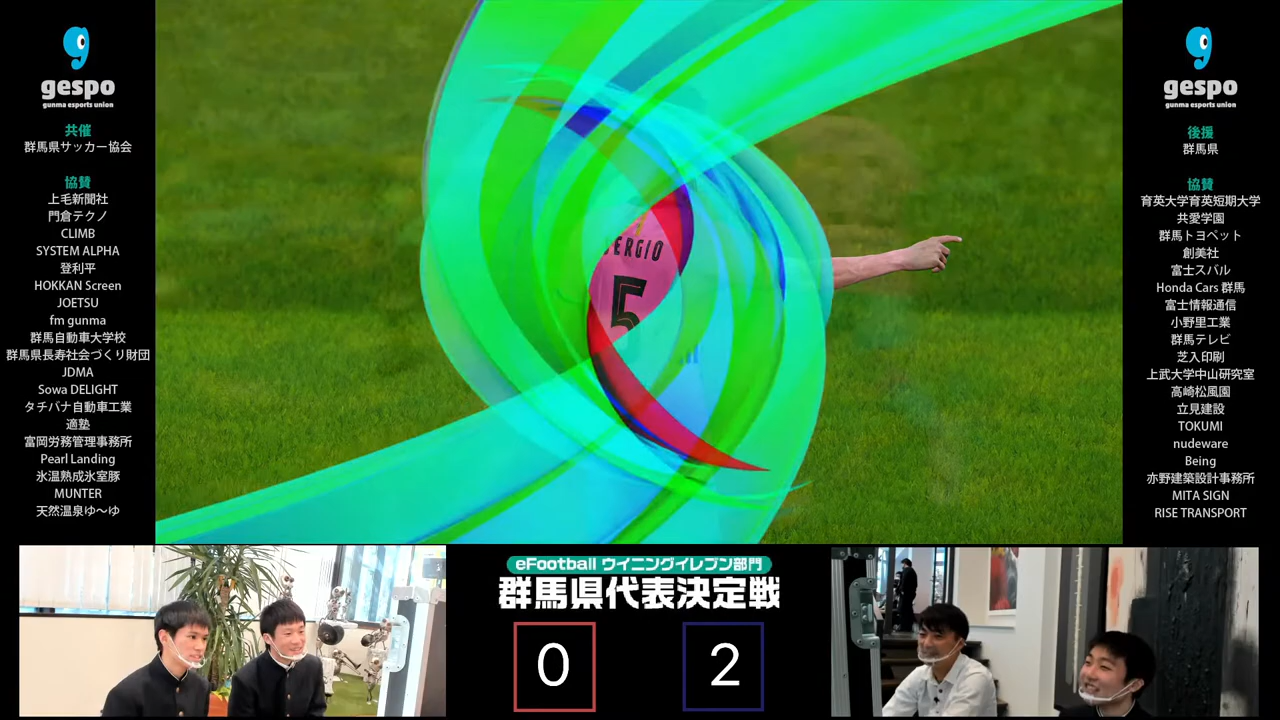 gespo
gunma esports union
共催
群馬県サッカー協会
協賛
上毛新聞社
門倉テクノ
CLIMB
SYSTEM ALPHA
登利平
HOKKAN Screen
JOETSU
fm gunma
群馬自動車大学校
群馬県長寿社会づくり財団
JDMA
Sowa DELIGHT
タチバナ自動車工業
適塾
富岡労務管理事務所
Pearl Landing
氷温熟成氷室豚
MUNTER
天然温泉ゆ〜ゆ
ERGIO
5
eFootball ウイニングイレブン部門
群馬県代表決定戦
0
2
gespo
gunma esports union
後援
群馬県
協賛
育英大学育英短期大学
共愛学園
群馬トヨペット
創美社
富士スバル
Honda Cars 群馬
富士情報通信
小野里工業
群馬テレビ
芝入印刷
上武大学中山研究室
高崎松風園
立見建設
TOKUMI
nudeware
Being
亦野建築設計事務所
MITA SIGN
RISE TRANSPORT